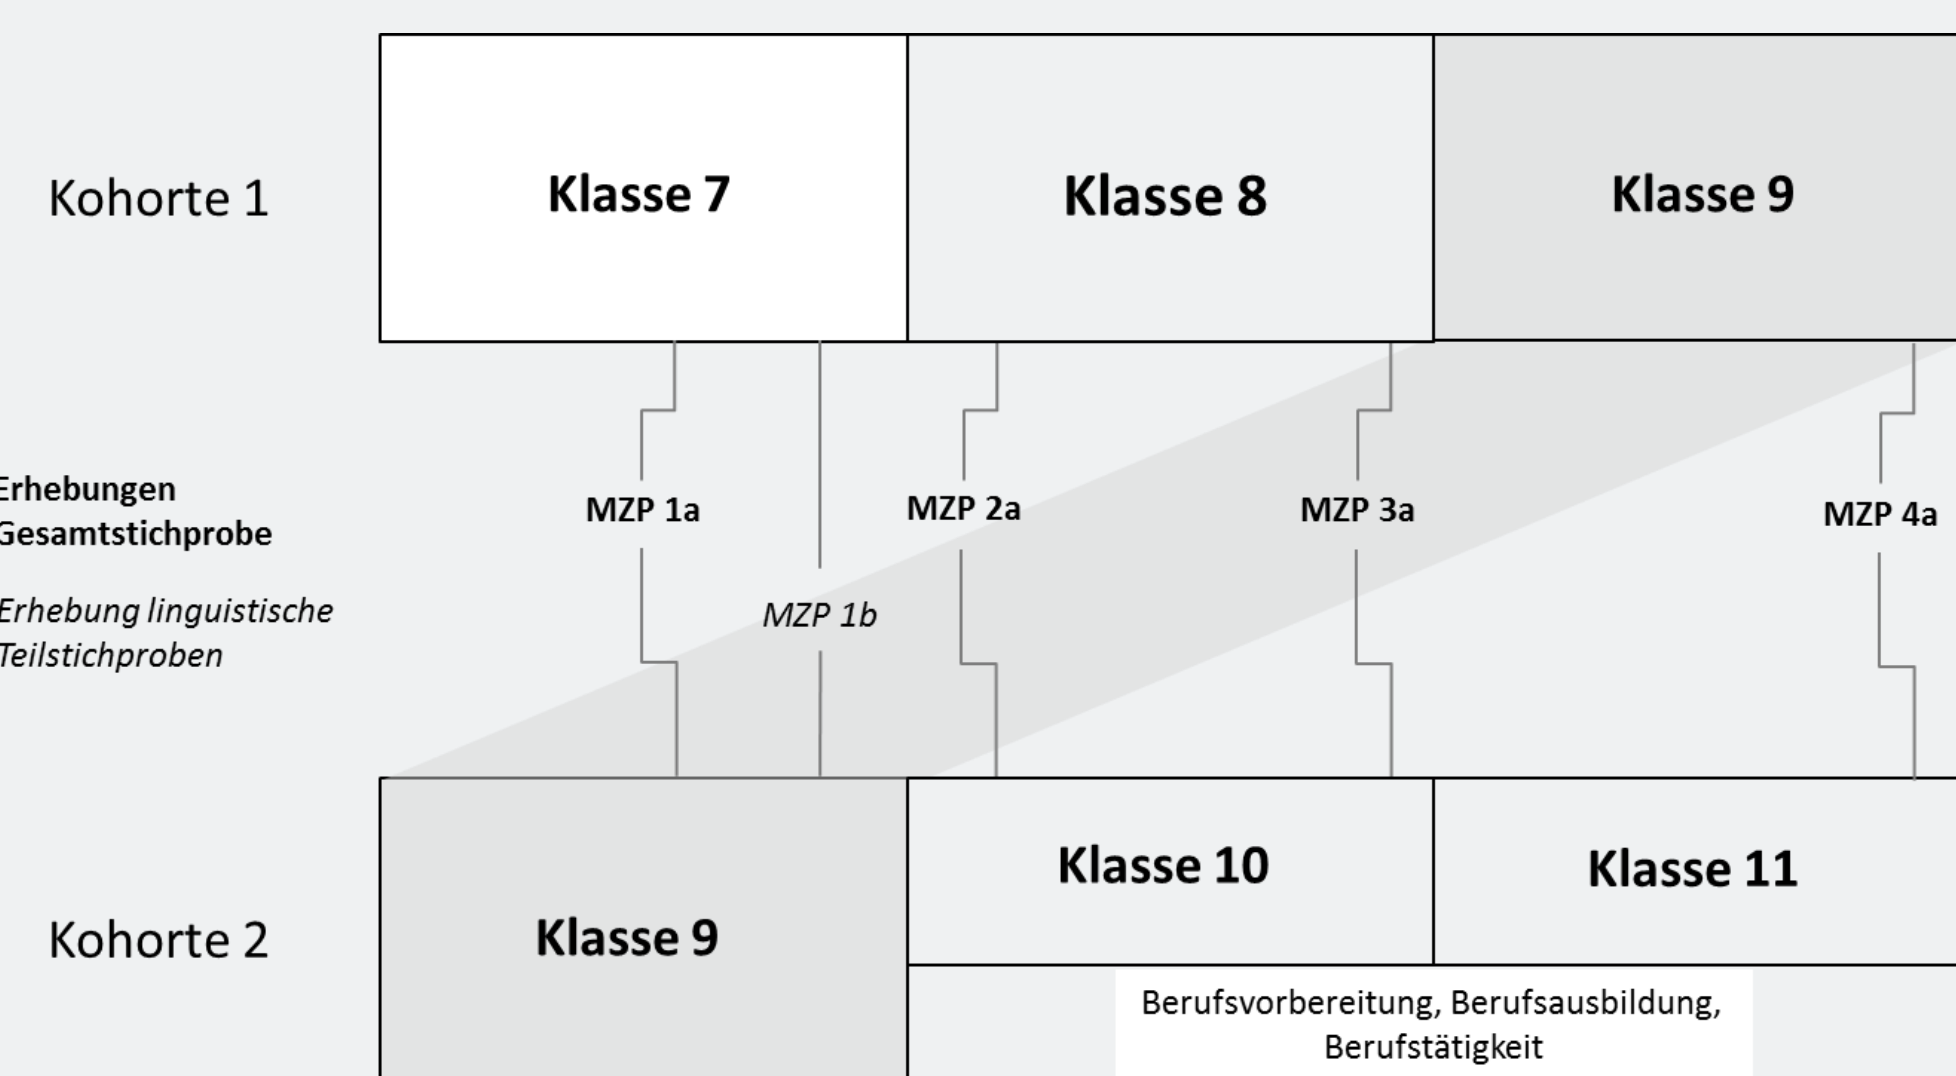 Klasse 7
Klasse 8
Klasse 9
Kohorte 1
Erhebungen
Gesamtstichprobe
MZP 1a
MZP 2a
MZP 3a
MZP 4a
Erhebung linguistische
Teilstichproben
MZP 1b
Klasse 10
Klasse 11
Kohorte 2
Klasse 9
Berufsvorbereitung, Berufsausbildung,
Berufstätigkeit